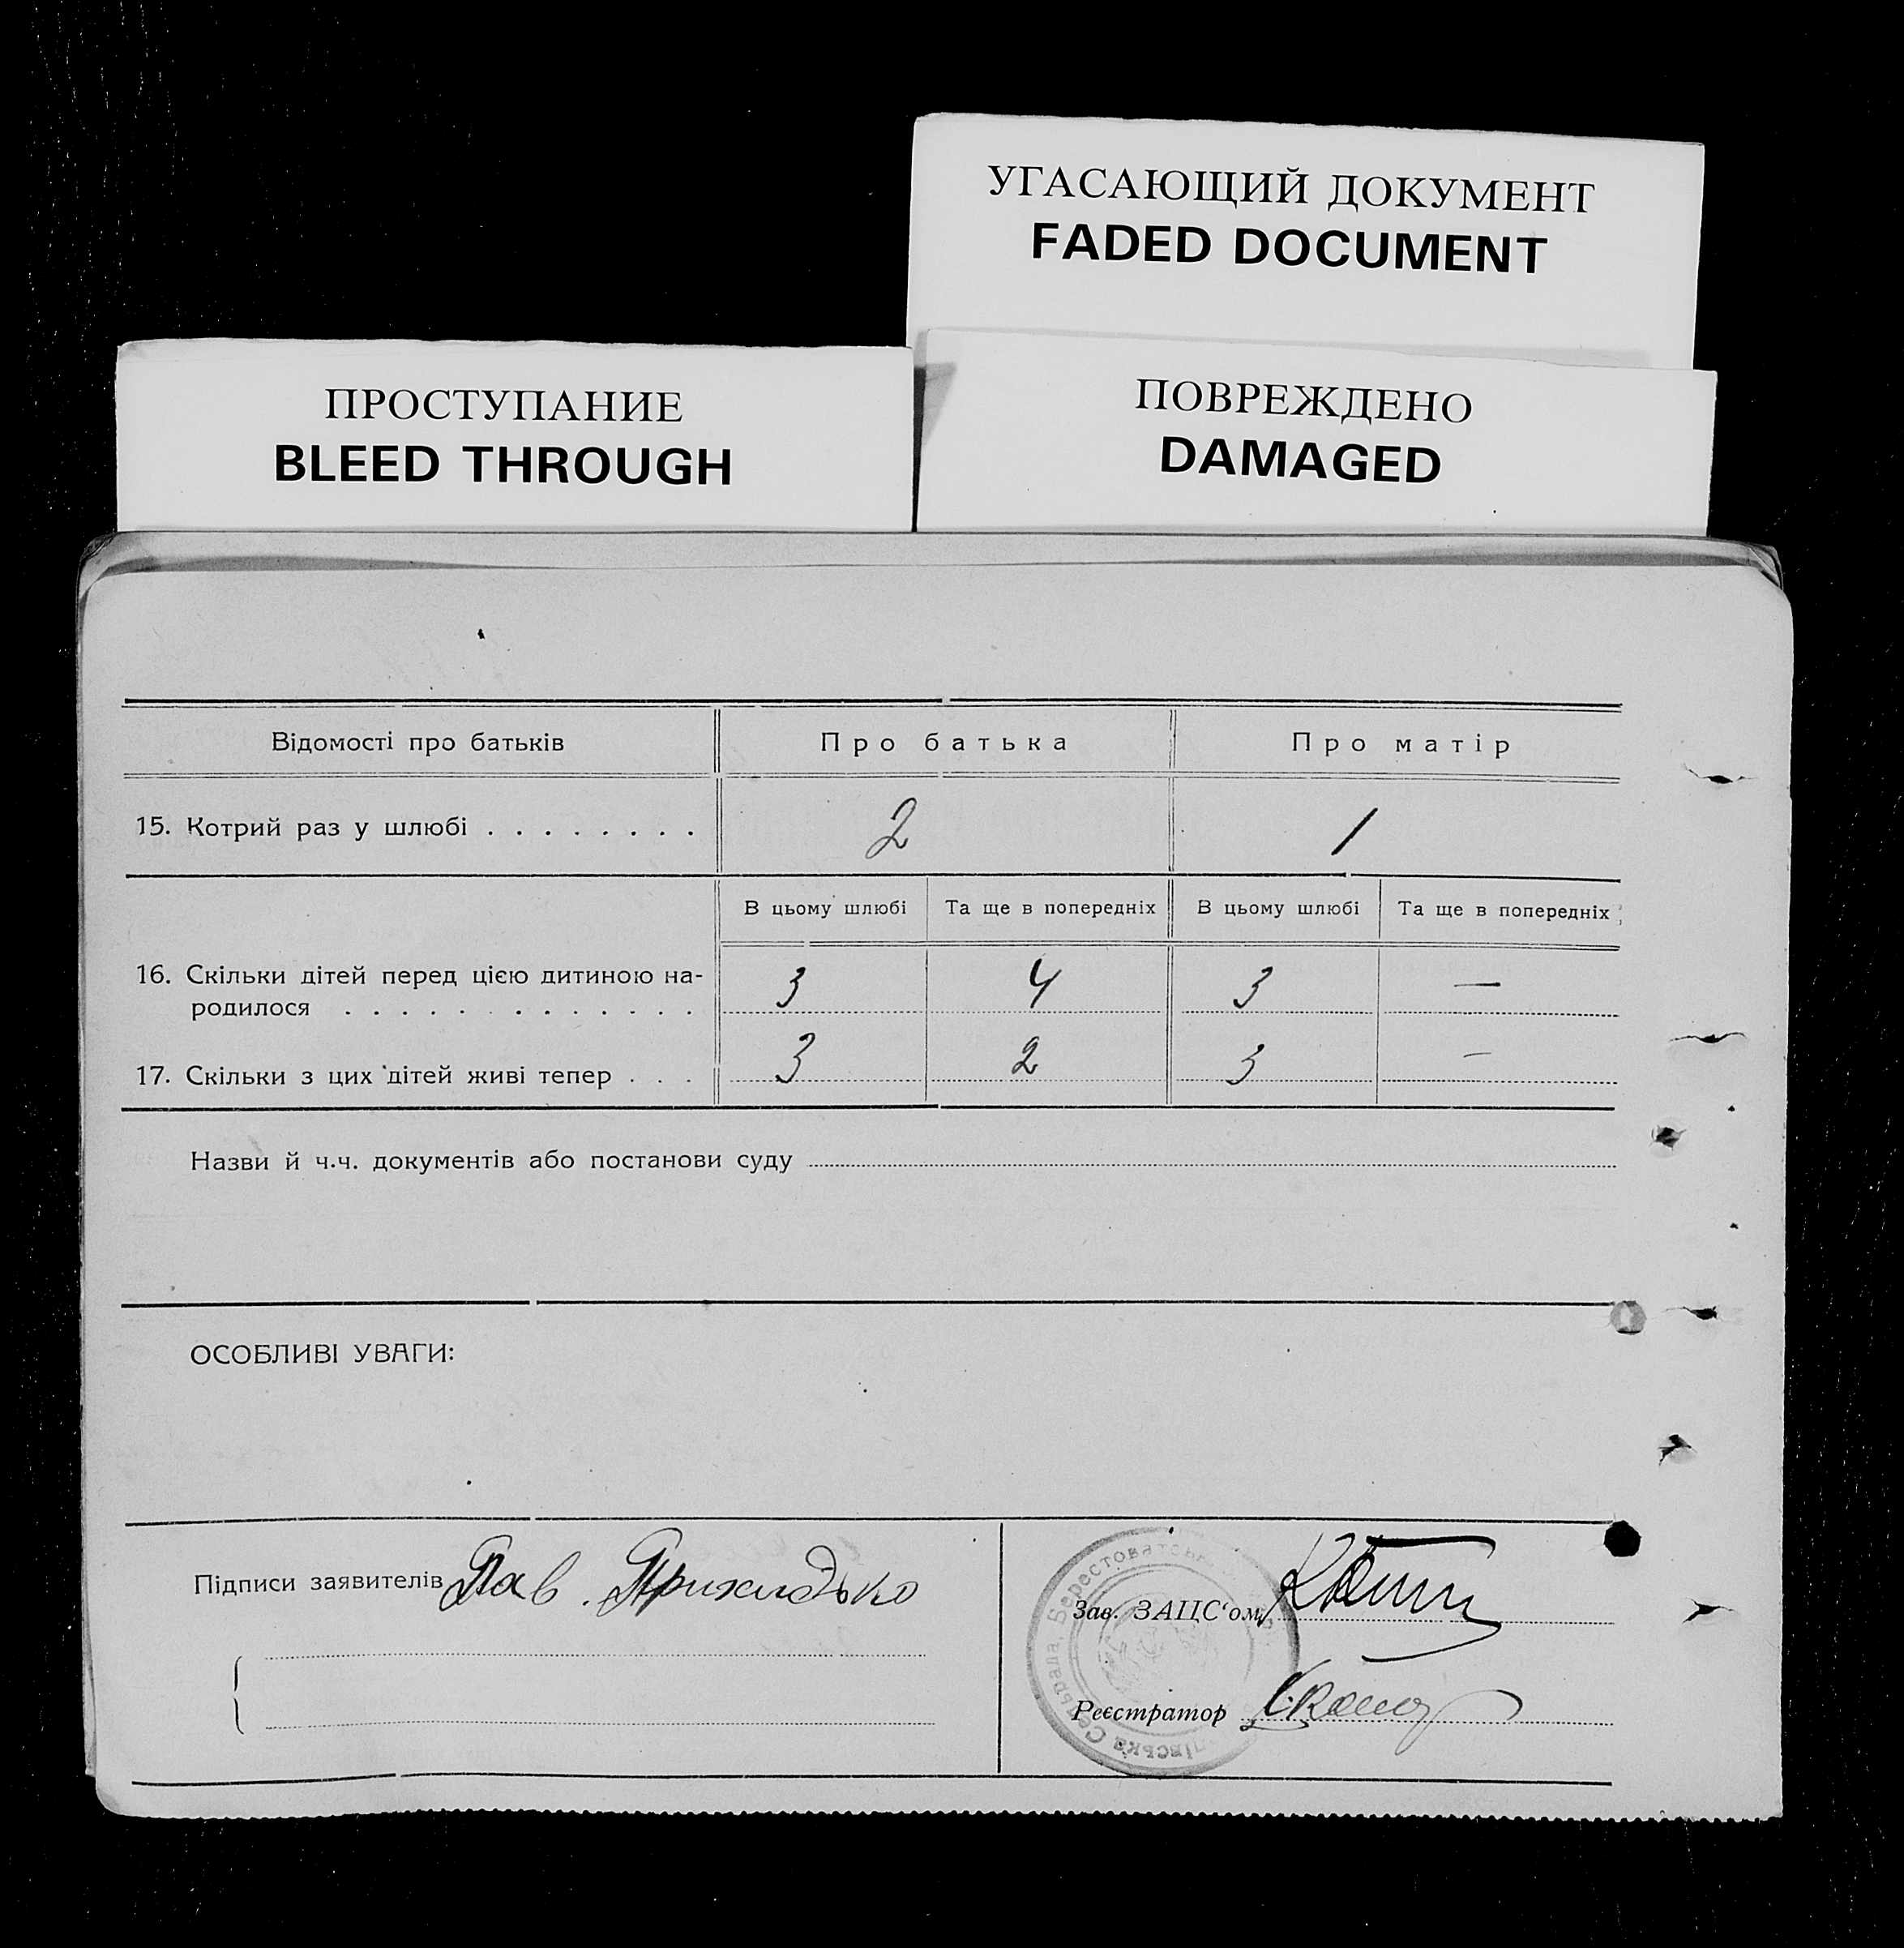 УГАСАЮЩИЙ ДОКУМЕНТ
FADED DOCUMENT
ПРОСТУПАНИЕ
BLEED THROUGH
ПОВРЕЖДЕНО
DAMAGED
Відомості про батьків Про батька Про матір
15. Котрий раз у шлюбі . . . . . . . . 2 1
В цьому шлюбі Та ще в попередніх В цьому шлюбі Та ще в попередніх
16. Скільки дітей перед цією дитиною на-
родилося . . . . . . . . . . . . . 3 4 3 —
17. Скільки з цих дітей живі тепер . . . 3 2 3 —
Назви й ч.ч. документів або постанови суду
ОСОБЛИВІ УВАГИ:
Підписи заявителів Пав. Прихидько
Зав. ЗАЦС‘ом
Реєстратор
Сельрада, Берестоватськ